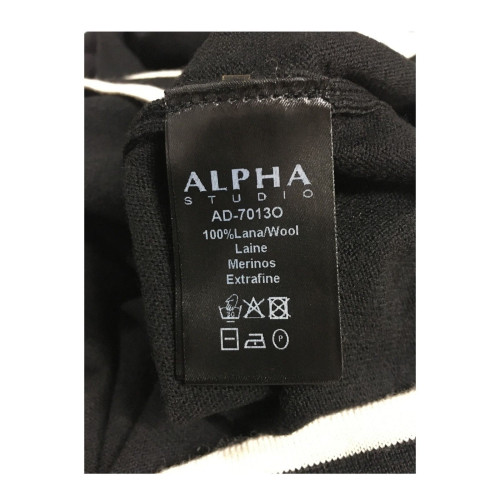 ALPHA
STUDIO
AD-7013O
100%Lana/Wool
Laine
Merinos
Extrafine
P